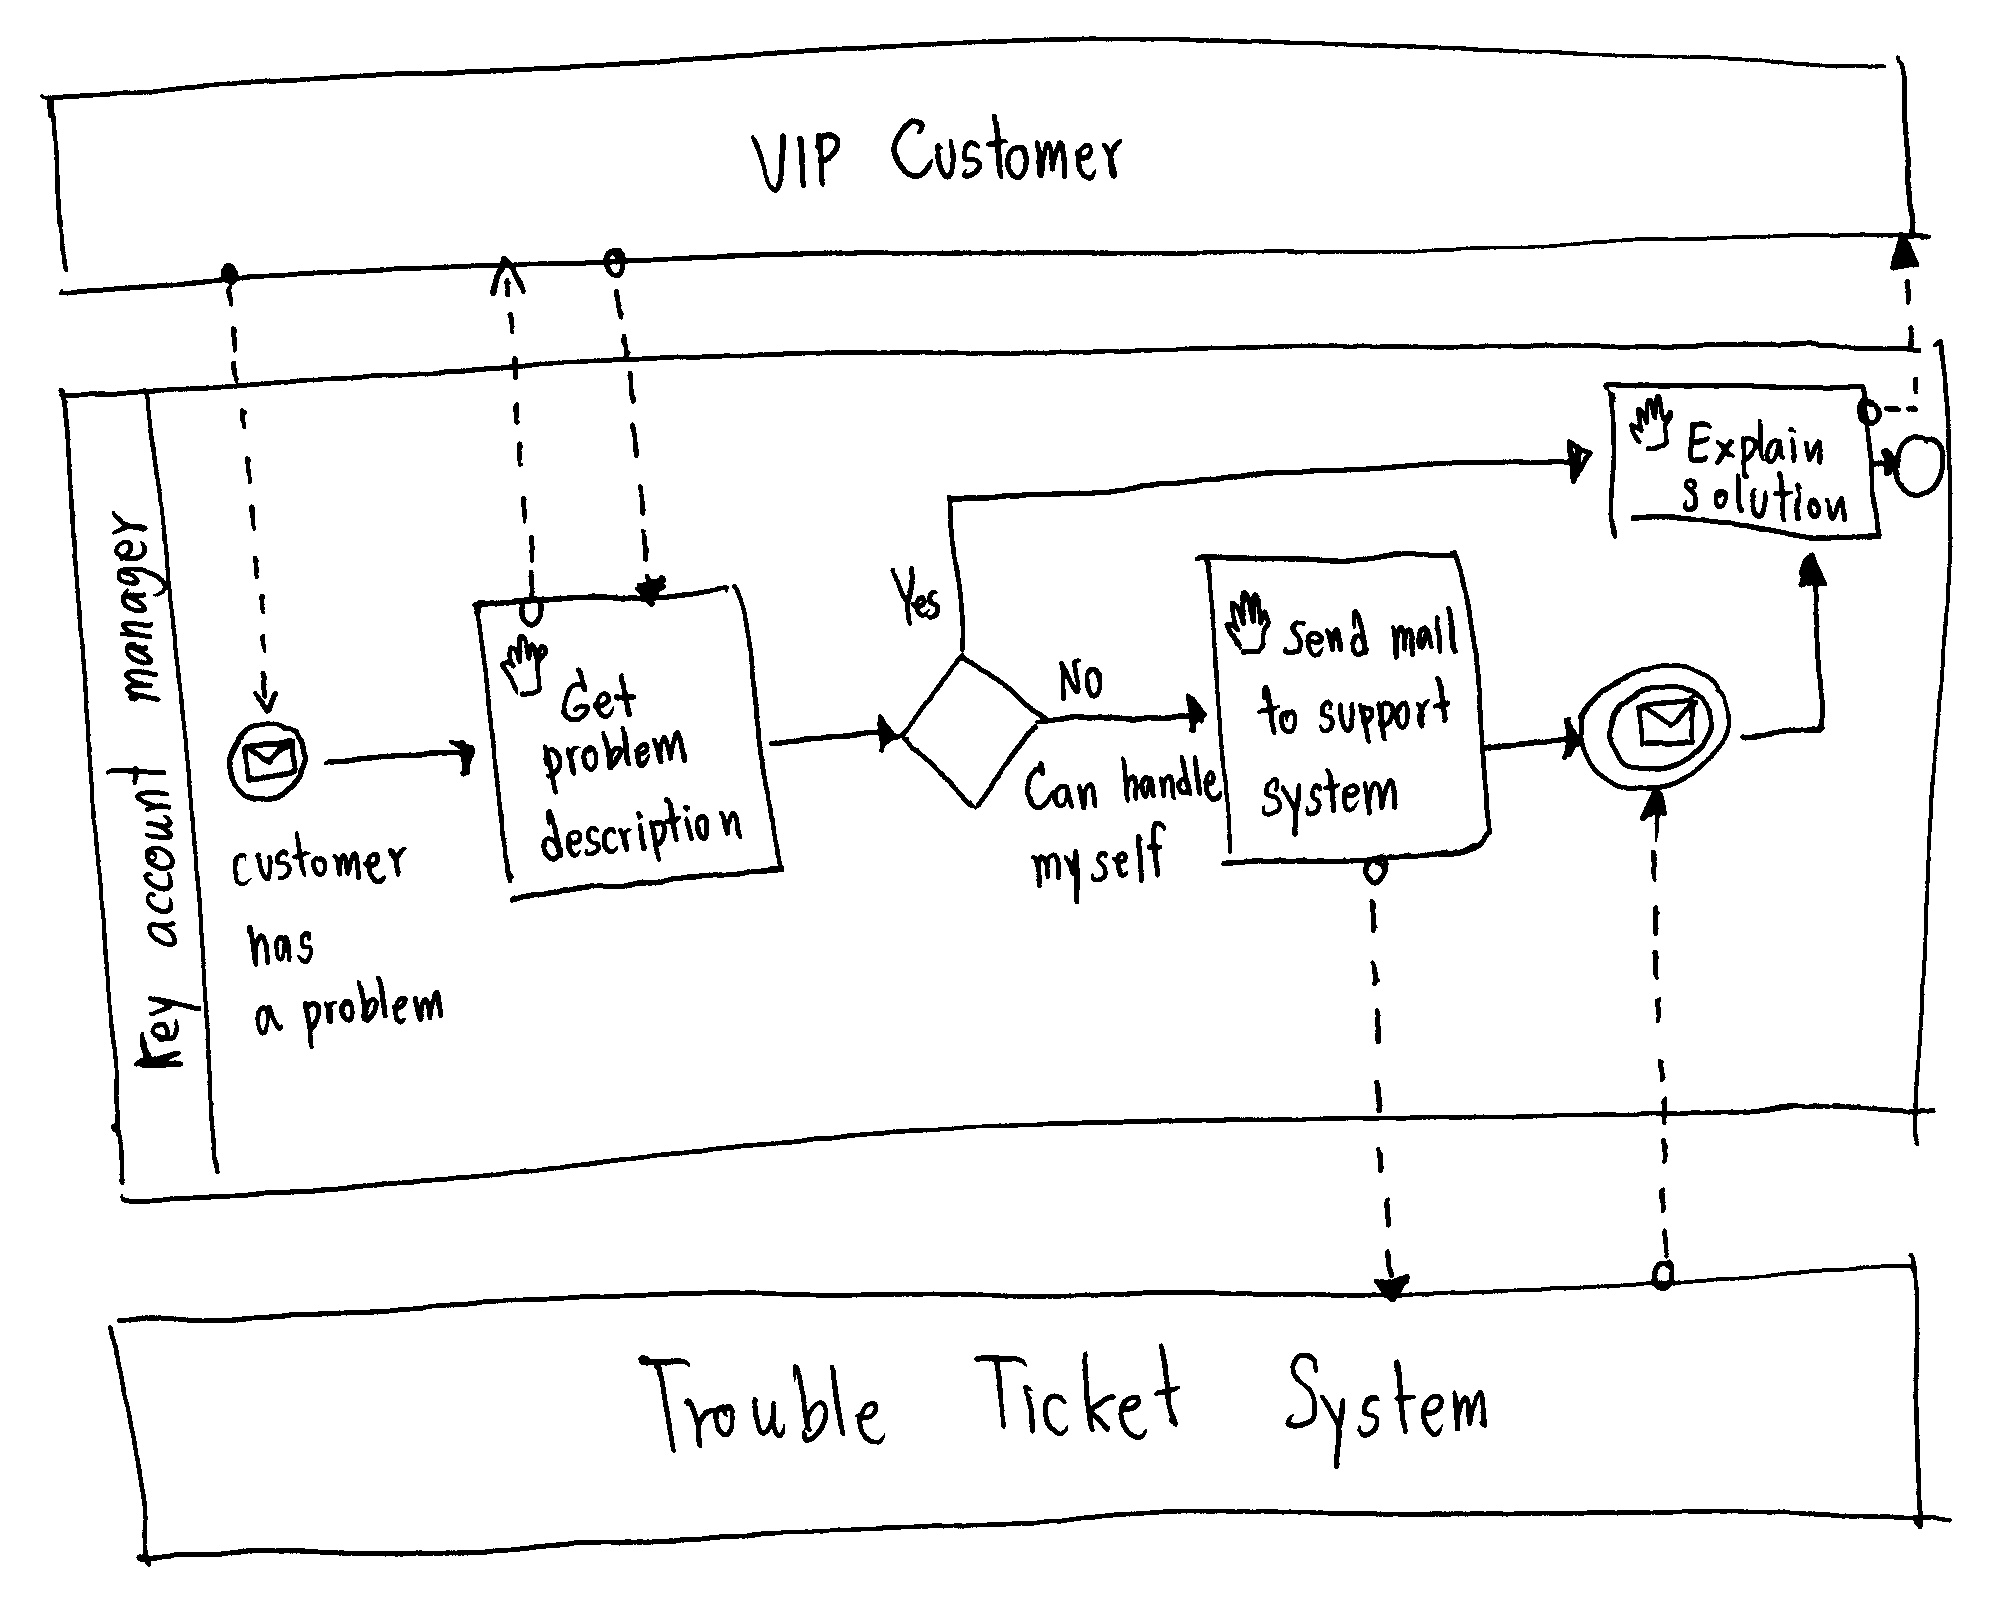 VIP Customer
Key account manager
customer
has
a problem
Get
problem
description
Yes
NO
Can handle
myself
Send mail
to support
system
Explain
solution
Trouble Ticket System